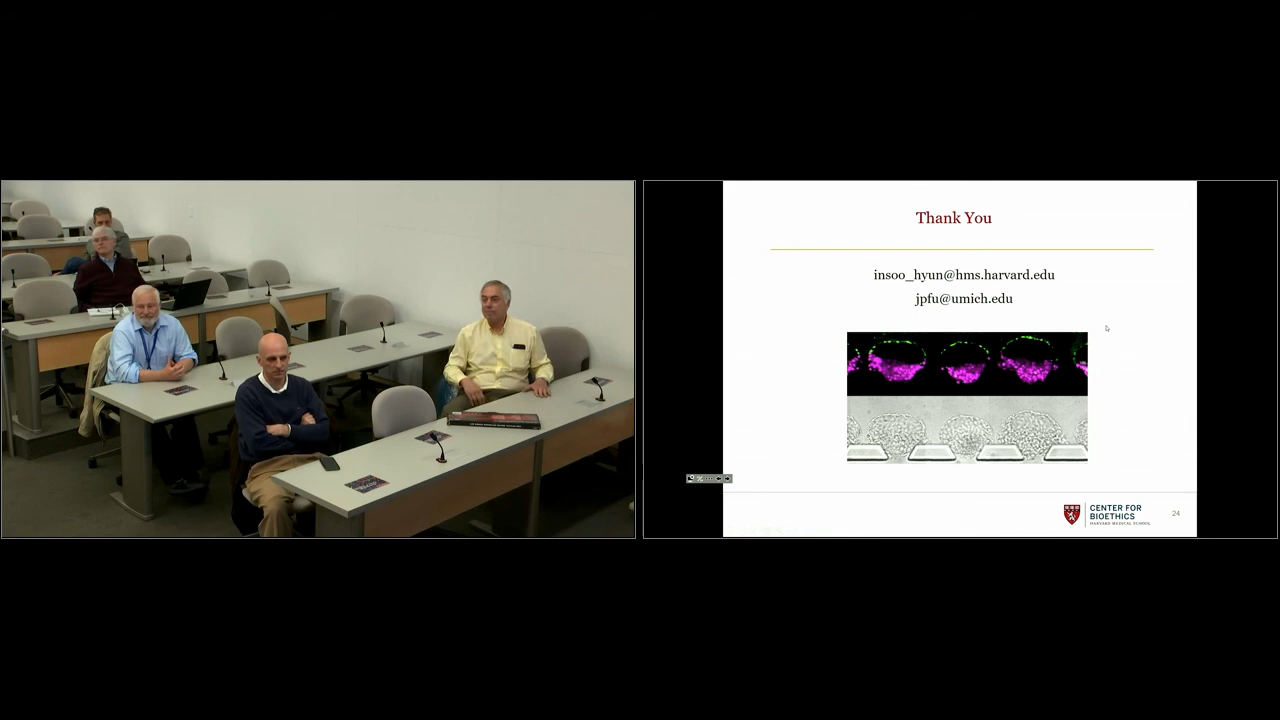 Thank You
insoo_hyun@hms.harvard.edu
jpfu@umich.edu
CENTER FOR
BIOETHICS
HARVARD MEDICAL SCHOOL
24